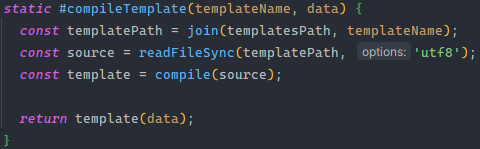 static #compileTemplate(templateName, data) {
const templatePath = join(templatesPath, templateName);
const source = readFileSync(templatePath, options: 'utf8');
const template = compile(source);
return template(data);
}